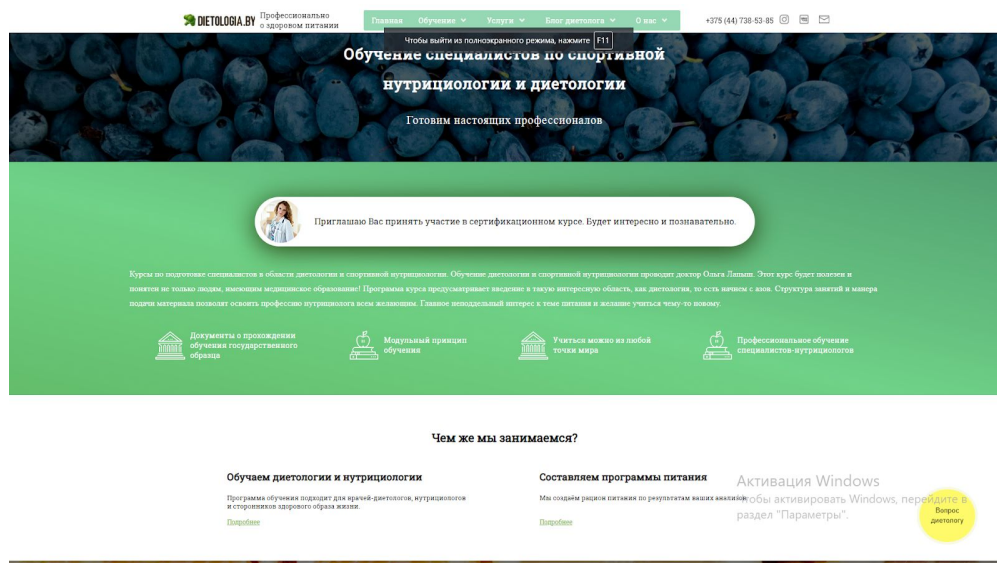 DIETOLOGIA.BY
Профессионально
о здоровом питании
Главная Обучение Услуги Блог диетолога О нас
+375 (44) 738-53-85
Чтобы выйти из полноэкранного режима, нажмите F11
Обучение специалистов по спортивной
нутрициологии и диетологии
Готовим настоящих профессионалов
Приглашаю Вас принять участие в сертификационном курсе. Будет интересно и познавательно.
Курсы по подготовке специалистов в области диетологии и спортивной нутрициологии. Обучение диетологии и спортивной нутрициологии проводит доктор Ольга Лапыш. Этот курс будет полезен и
понятен не только людям, имеющим медицинское образование! Программа курса предусматривает введение в такую интересную область, как диетология, то есть начнем с азов. Структура занятий и манера
подачи материала позволят освоить профессию нутрициолога всем желающим. Главное неподдельный интерес к теме питания и желание учиться чему-то новому.
Документы о прохождении
обучения государственного
образца
Модульный принцип
обучения
Учиться можно из любой
точки мира
Профессиональное обучение
специалистов-нутрициологов
Чем же мы занимаемся?
Обучаем диетологии и нутрициологии
Программа обучения подходит для врачей-диетологов, нутрициологов
и сторонников здорового образа жизни.
Подробнее
Составляем программы питания
Мы создаём рацион питания по результатам ваших анализов.
Подробнее
Активация Windows
Чтобы активировать Windows, перейдите в
раздел "Параметры".
Вопрос
диетологу